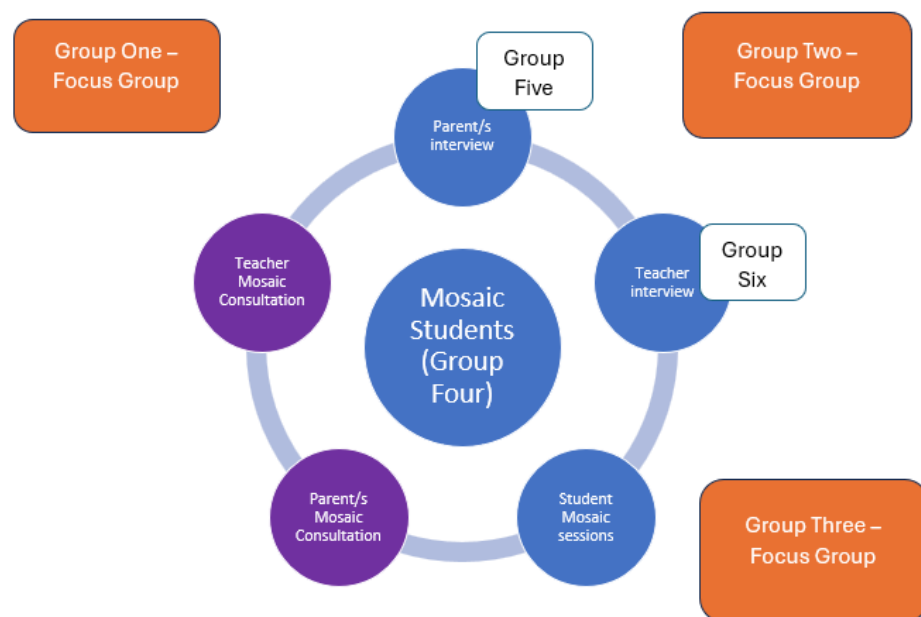 Group One –
Focus Group
Group
Five
Group Two –
Focus Group
Parent/s
interview
Teacher
Mosaic
Consultation
Teacher
interview
Group
Six
Mosaic
Students
(Group
Four)
Parent/s
Mosaic
Consultation
Student
Mosaic
sessions
Group Three –
Focus Group